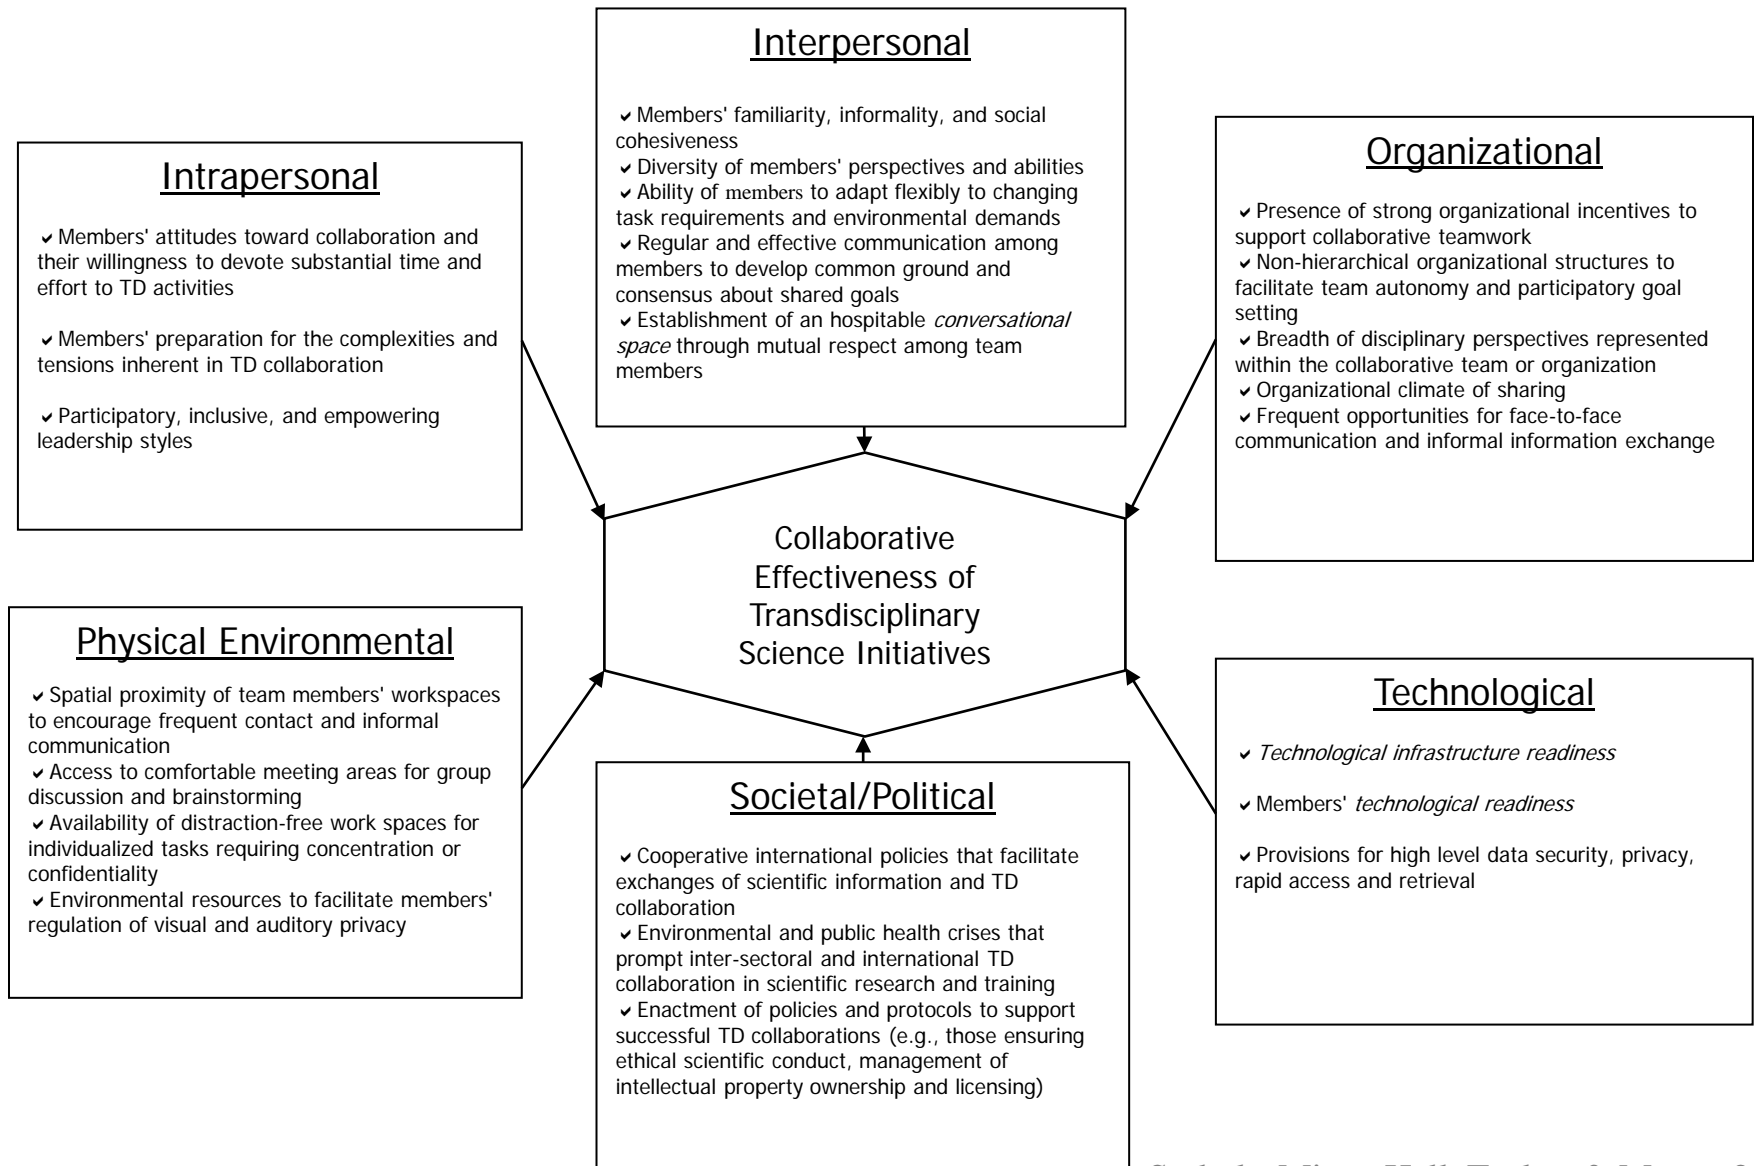 Interpersonal
✔Members' familiarity, informality, and social
cohesiveness
✔Diversity of members' perspectives and abilities
✔Ability of members to adapt flexibly to changing
task requirements and environmental demands
✔Regular and effective communication among
members to develop common ground and
consensus about shared goals
✔Establishment of an hospitable conversational
space through mutual respect among team
members
Intrapersonal
✔Members' attitudes toward collaboration and
their willingness to devote substantial time and
effort to TD activities
✔Members' preparation for the complexities and
tensions inherent in TD collaboration
✔Participatory, inclusive, and empowering
leadership styles
Organizational
✔Presence of strong organizational incentives to
support collaborative teamwork
✔Non-hierarchical organizational structures to
facilitate team autonomy and participatory goal
setting
✔Breadth of disciplinary perspectives represented
within the collaborative team or organization
✔Organizational climate of sharing
✔Frequent opportunities for face-to-face
communication and informal information exchange
Collaborative
Effectiveness of
Transdisciplinary
Science Initiatives
Physical Environmental
✔Spatial proximity of team members' workspaces
to encourage frequent contact and informal
communication
✔Access to comfortable meeting areas for group
discussion and brainstorming
✔Availability of distraction-free work spaces for
individualized tasks requiring concentration or
confidentiality
✔Environmental resources to facilitate members'
regulation of visual and auditory privacy
Societal/Political
✔Cooperative international policies that facilitate
exchanges of scientific information and TD
collaboration
✔Environmental and public health crises that
prompt inter-sectoral and international TD
collaboration in scientific research and training
✔Enactment of policies and protocols to support
successful TD collaborations (e.g., those ensuring
ethical scientific conduct, management of
intellectual property ownership and licensing)
Technological
✔ Technological infrastructure readiness
✔Members' technological readiness
✔Provisions for high level data security, privacy,
rapid access and retrieval